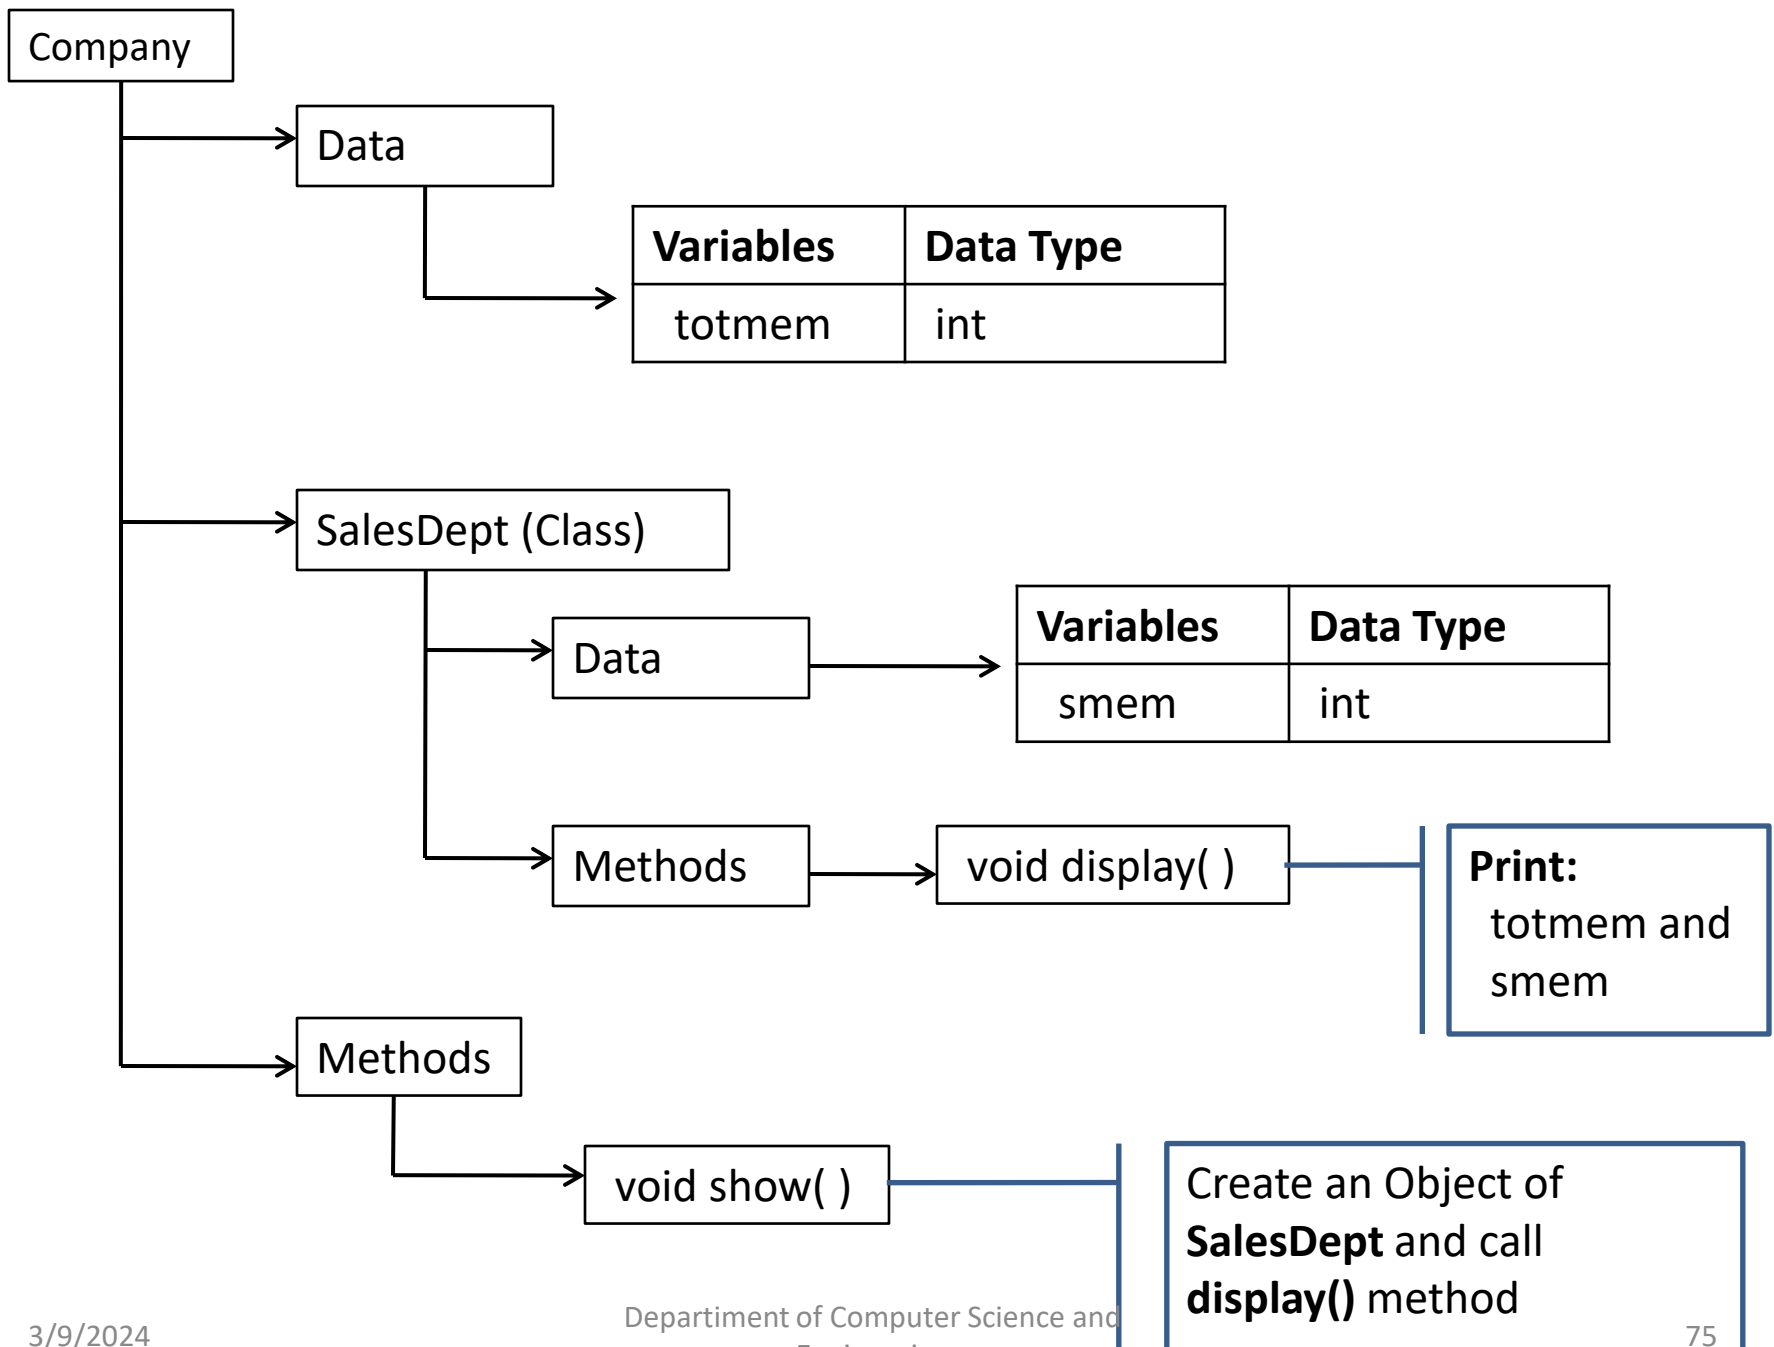 Company
Data
Variables Data Type
totmem int
SalesDept (Class)
Data
Variables Data Type
smem int
Methods
void display( )
Print:
totmem and
smem
Methods
void show( )
Create an Object of
SalesDept and call
display() method
3/9/2024
Departiment of Computer Science and
75